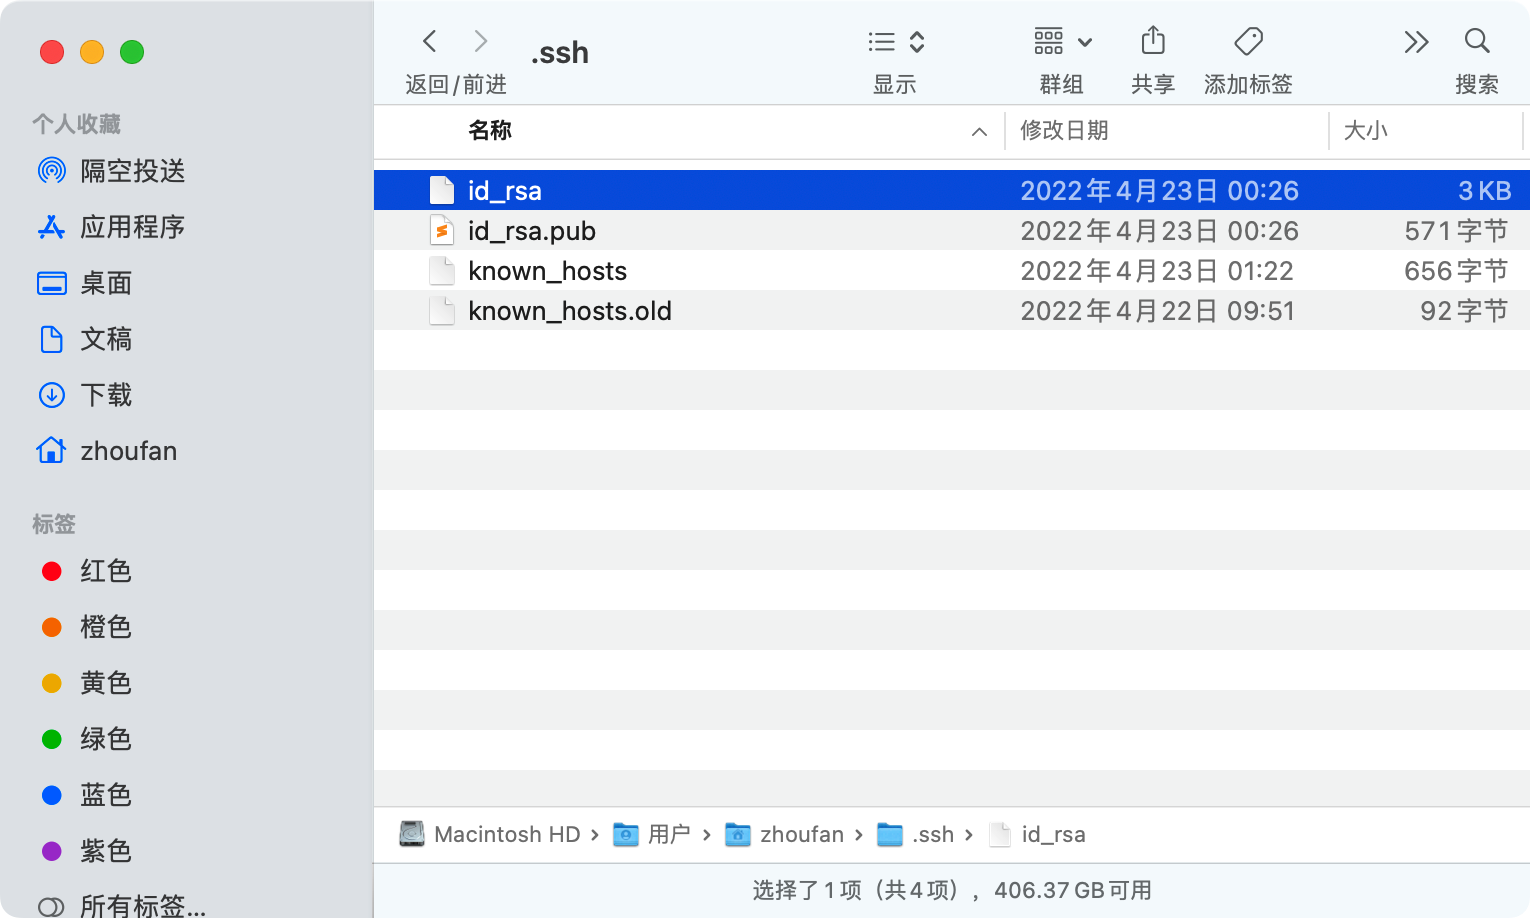 .ssh
返回/前进
显示
群组
共享
添加标签
搜索
个人收藏
隔空投送
应用程序
桌面
文稿
下载
zhoufan
标签
红色
橙色
黄色
绿色
蓝色
紫色
所有标签...
名称 修改日期 大小
id_rsa 2022年4月23日 00:26 3 KB
id_rsa.pub 2022年4月23日 00:26 571字节
known_hosts 2022年4月23日 01:22 656字节
known_hosts.old 2022年4月22日 09:51 92字节
Macintosh HD › 用户 › zhoufan › .ssh › id_rsa
选择了1项（共4项），406.37 GB可用